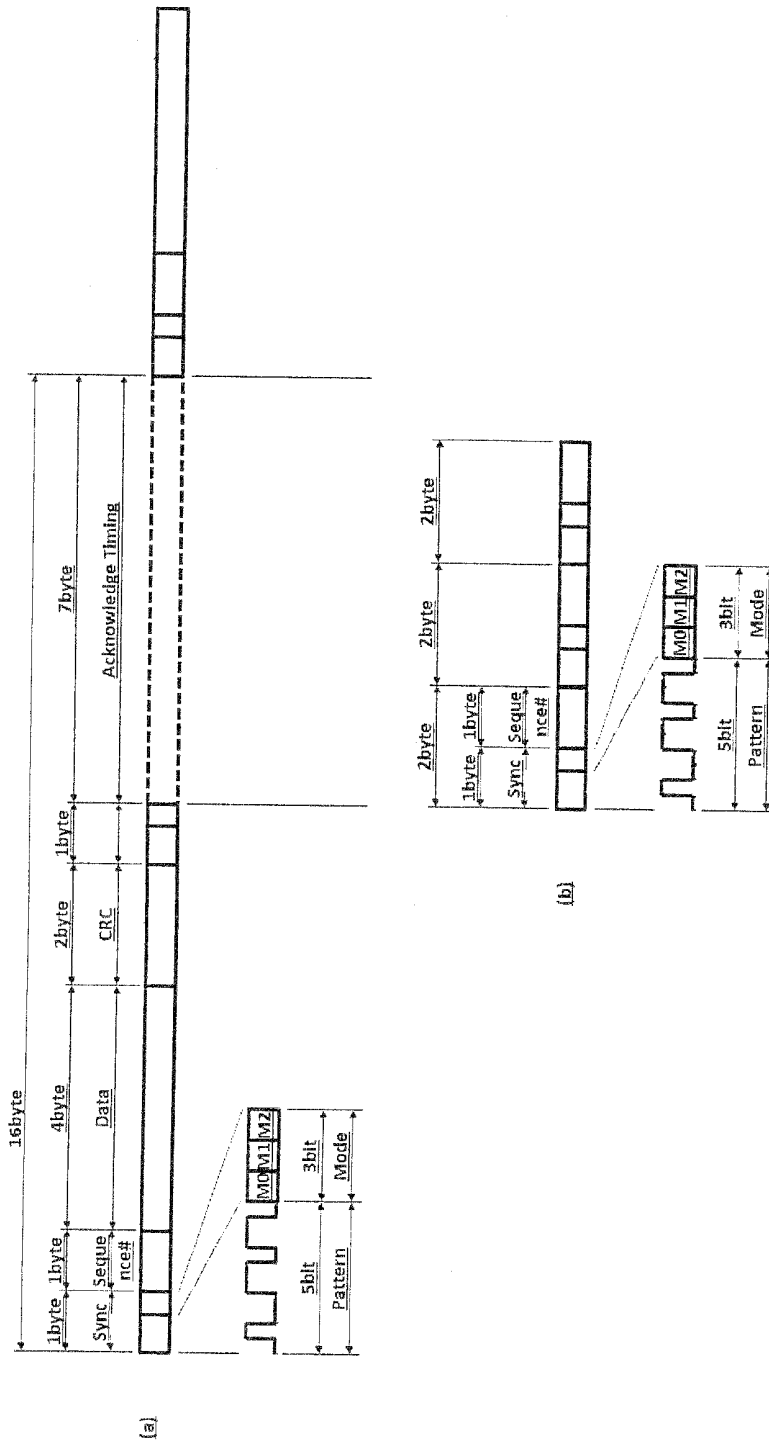 (a)
16byte
1byte 1byte 4byte 2byte 1byte 7byte
Sync Seque
nce# Data CRC Acknowledge Timing
M0 M1 M2
5bit 3bit
Pattern Mode
(b)
2byte 2byte 2byte
1byte 1byte
Sync Seque
nce#
M0 M1 M2
5bit 3bit
Pattern Mode